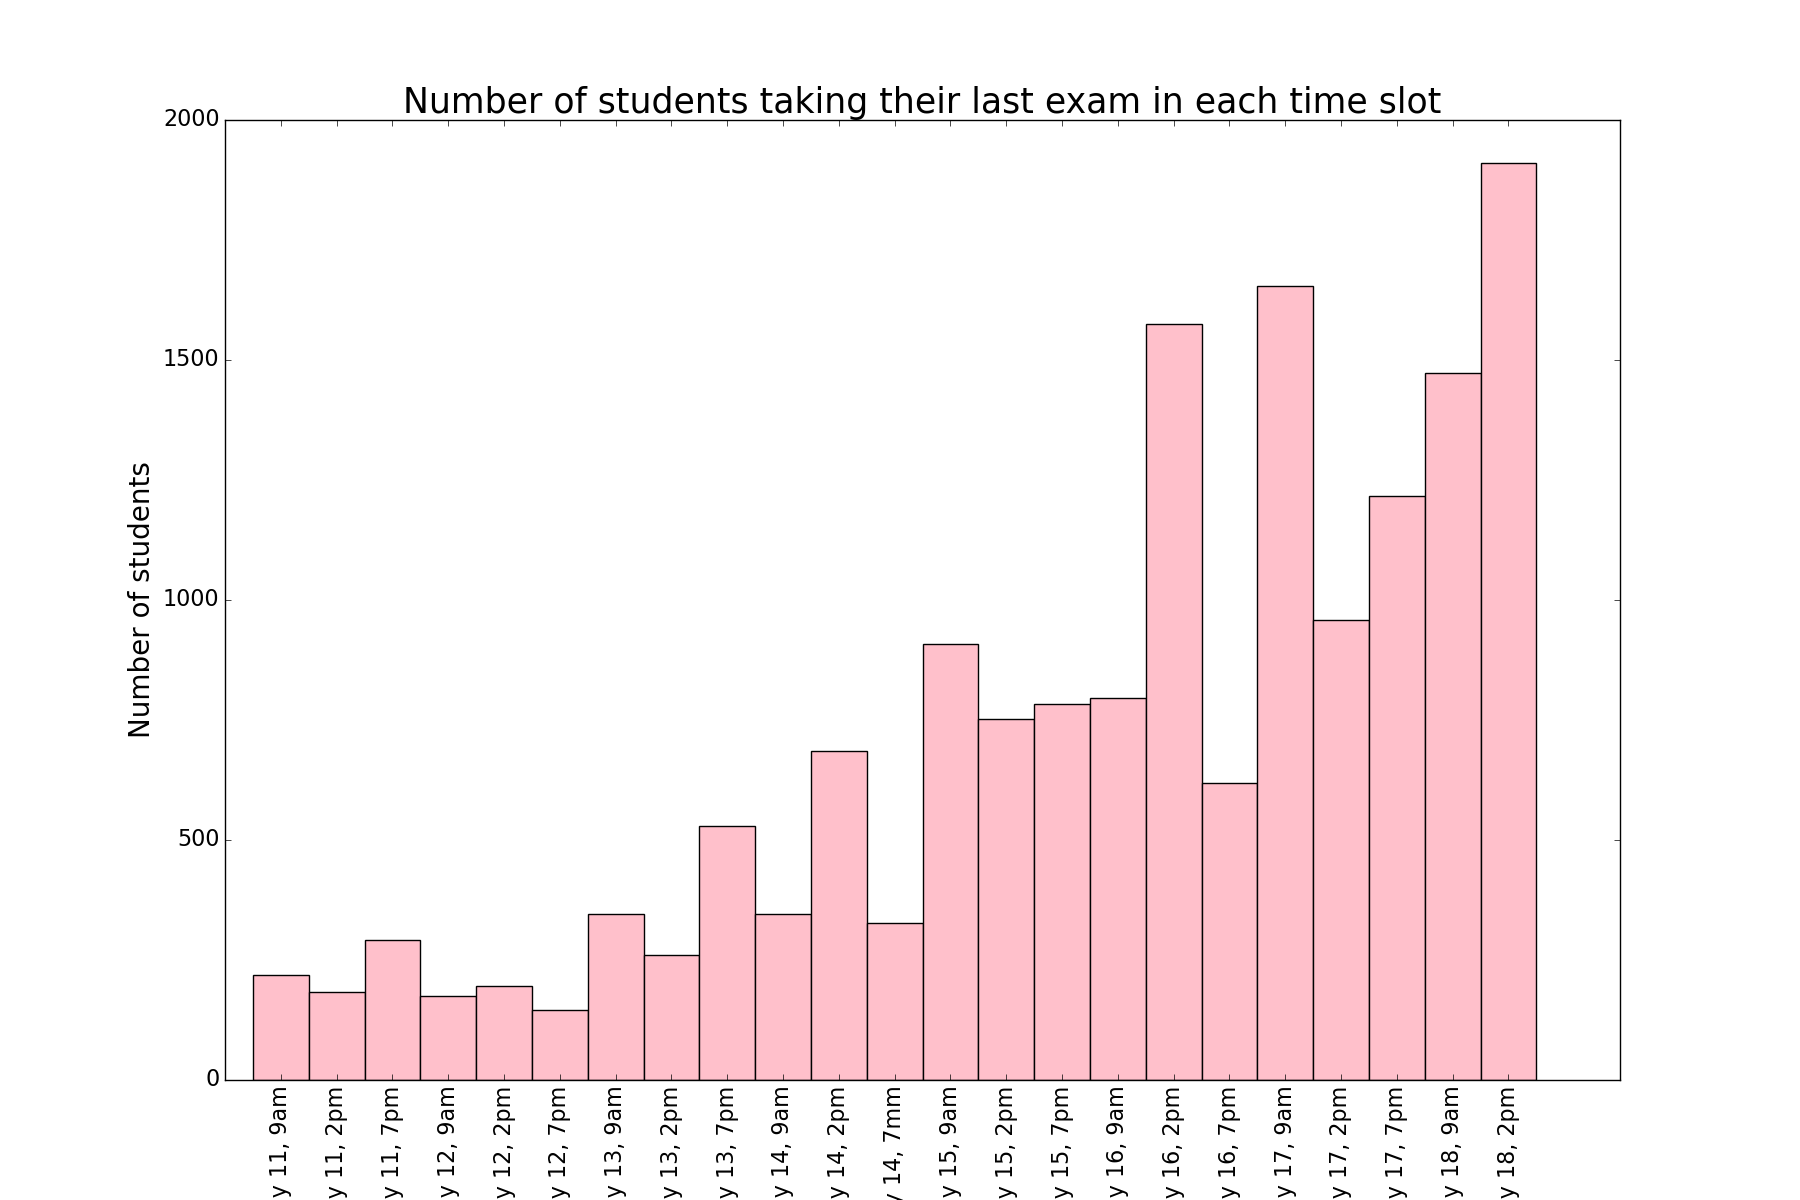 Number of students taking their last exam in each time slot
2000
1500
1000
500
0
Number of students
y 11, 9am
y 11, 2pm
y 11, 7pm
y 12, 9am
y 12, 2pm
y 12, 7pm
y 13, 9am
y 13, 2pm
y 13, 7pm
y 14, 9am
y 14, 2pm
y 14, 7mm
y 15, 9am
y 15, 2pm
y 15, 7pm
y 16, 9am
y 16, 2pm
y 16, 7pm
y 17, 9am
y 17, 2pm
y 17, 7pm
y 18, 9am
y 18, 2pm